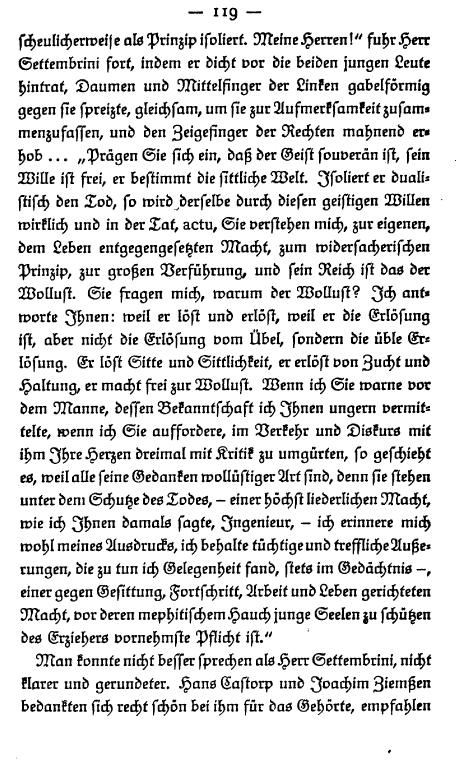 — 119 —
scheulicherweise als Prinzip isoliert. Meine Herren!“ fuhr Herr
Settembrini fort, indem er dicht vor die beiden jungen Leute
hintrat, Daumen und Mittelfinger der Linken gabelförmig
gegen sie spreizte, gleichsam, um sie zur Aufmerksamkeit zusam-
menzufassen, und den Zeigefinger der Rechten mahnend er-
hob ... „Prägen Sie sich ein, daß der Geist souverän ist, sein
Wille ist frei, er bestimmt die sittliche Welt. Isoliert er duali-
stisch den Tod, so wird derselbe durch diesen geistigen Willen
wirklich und in der Tat, actu, Sie verstehen mich, zur eigenen,
dem Leben entgegengesetzten Macht, zum widersacherischen
Prinzip, zur großen Verführung, und sein Reich ist das der
Wollust. Sie fragen mich, warum der Wollust? Ich ant-
worte Ihnen: weil er löst und erlöst, weil er die Erlösung
ist, aber nicht die Erlösung vom Übel, sondern die üble Er-
lösung. Er löst Sitte und Sittlichkeit, er erlöst von Zucht und
Haltung, er macht frei zur Wollust. Wenn ich Sie warne vor
dem Manne, dessen Bekanntschaft ich Ihnen ungern vermit-
telte, wenn ich Sie auffordere, im Verkehr und Diskurs mit
ihm Ihre Herzen dreimal mit Kritik zu umgürten, so geschieht
es, weil alle seine Gedanken wollüstiger Art sind, denn sie stehen
unter dem Schutze des Todes, – einer höchst liederlichen Macht,
wie ich Ihnen damals sagte, Ingenieur, – ich erinnere mich
wohl meines Ausdrucks, ich behalte tüchtige und treffliche Äuße-
rungen, die zu tun ich Gelegenheit fand, stets im Gedächtnis –,
einer gegen Gesittung, Fortschritt, Arbeit und Leben gerichteten
Macht, vor deren mephitischem Hauch junge Seelen zu schützen
des Erziehers vornehmste Pflicht ist.“
Man konnte nicht besser sprechen als Herr Settembrini, nicht
klarer und gerundeter. Hans Castorp und Joachim Ziemßen
bedankten sich recht schön bei ihm für das Gehörte, empfahlen